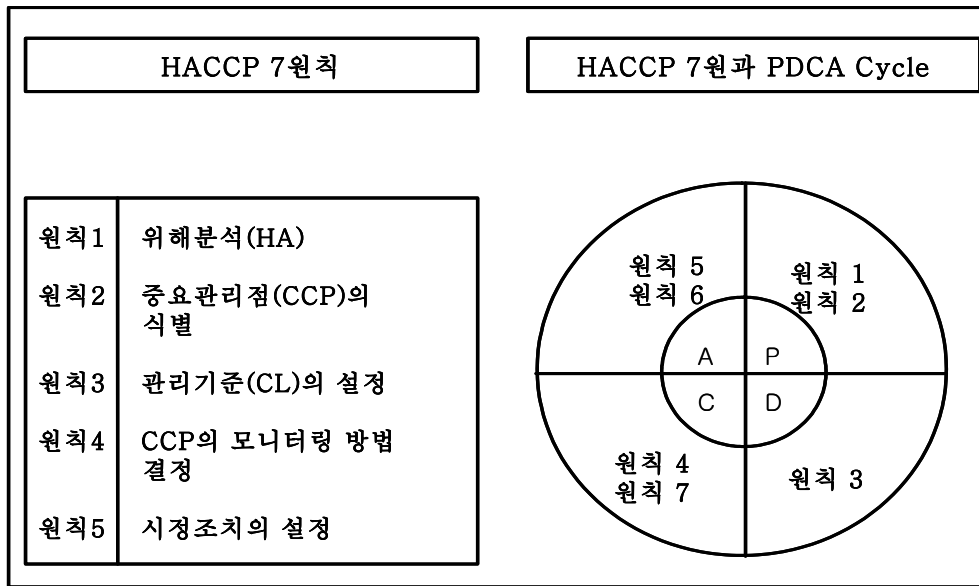 HACCP 7원칙
HACCP 7원과 PDCA Cycle
원칙1 위해분석(HA)
원칙2 중요관리점(CCP)의
식별
원칙3 관리기준(CL)의 설정
원칙4 CCP의 모니터링 방법
결정
원칙5 시정조치의 설정
원칙 5
원칙 6
원칙 1
원칙 2
A P
C D
원칙 4
원칙 7
원칙 3